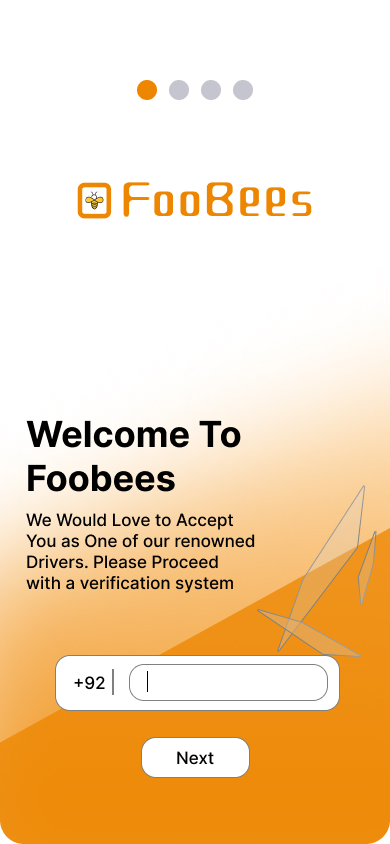 FooBees
Welcome To
Foobees
We Would Love to Accept
You as One of our renowned
Drivers. Please Proceed
with a verification system
+92
Next